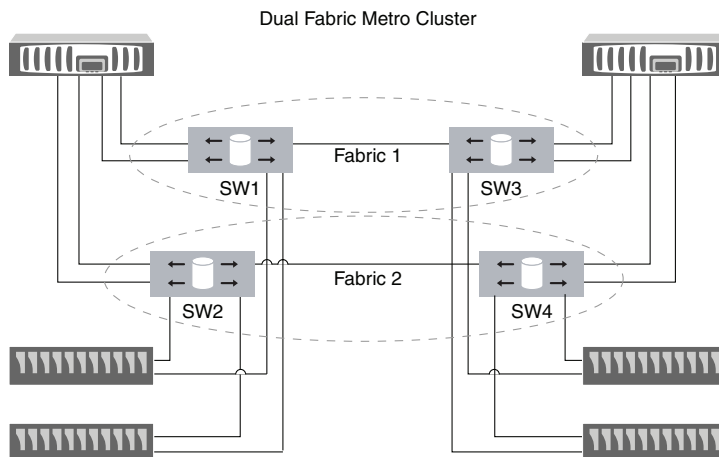 Dual Fabric Metro Cluster
Fabric 1
SW1
SW3
Fabric 2
SW2
SW4